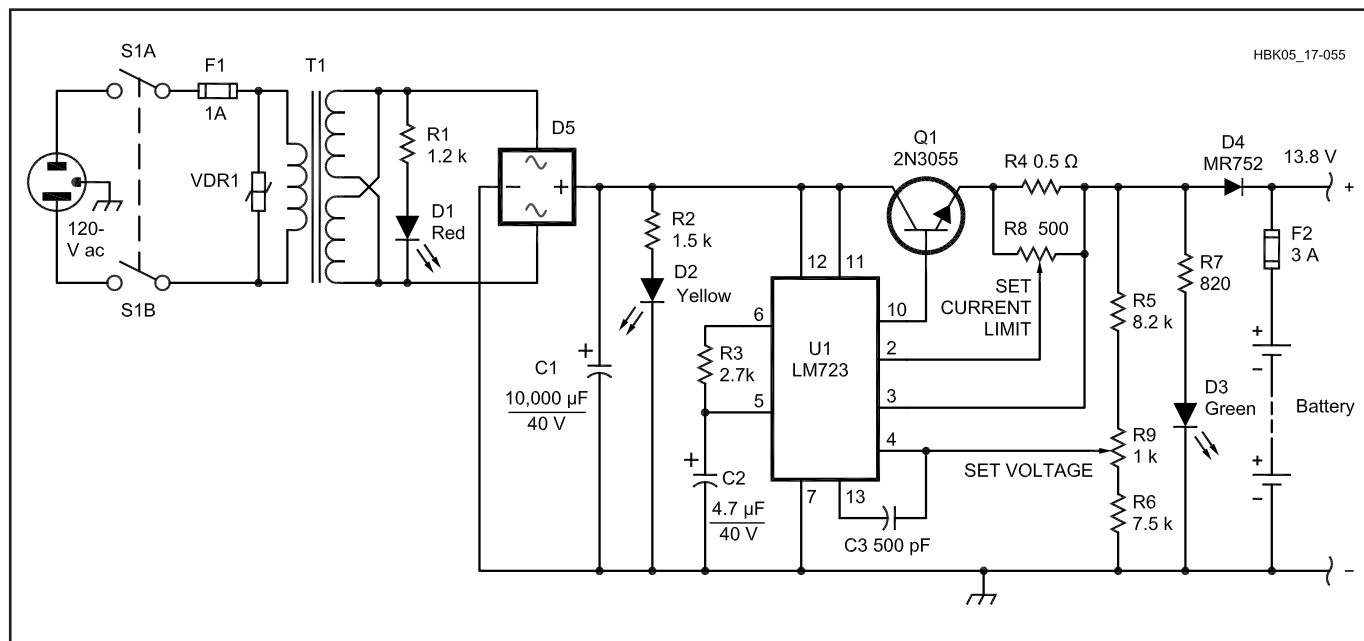 HBK05_17-055
S1A
F1
1A
T1
VDR1
120-
V ac
S1B
R1
1.2 k
D1
Red
D5
~
−
+
~
C1
+
10,000 µF
40 V
R2
1.5 k
D2
Yellow
Q1
2N3055
R4 0.5 Ω
R8 500
SET
CURRENT
LIMIT
12
11
6
10
2
5
3
4
7
13
U1
LM723
R3
2.7k
+
C2
4.7 µF
40 V
C3 500 pF
SET VOLTAGE
R5
8.2 k
R9
1 k
R6
7.5 k
R7
820
D3
Green
D4
MR752
13.8 V
+
F2
3 A
+
−
Battery
+
−
−